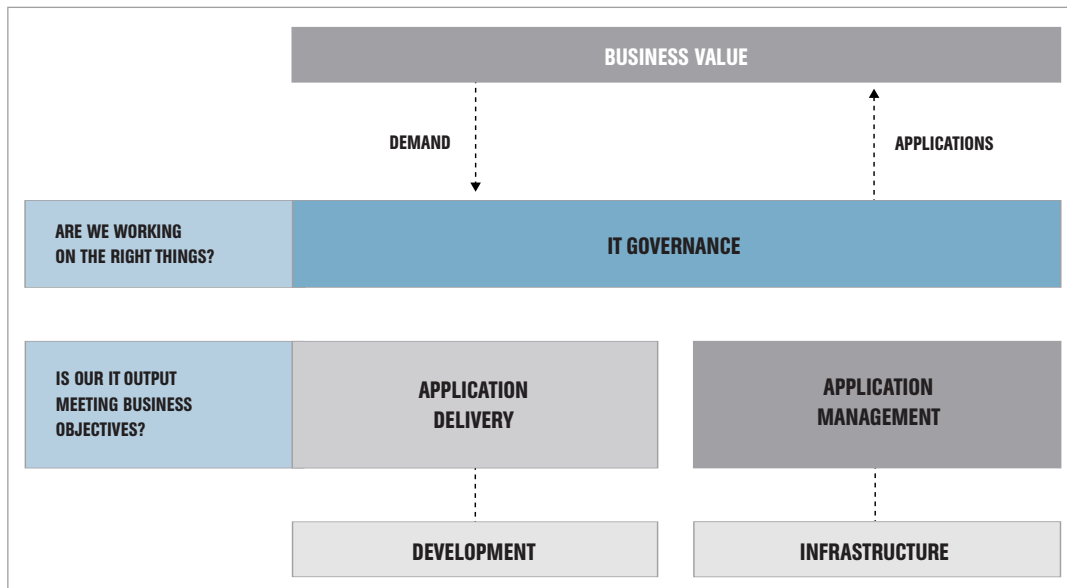 BUSINESS VALUE
DEMAND
APPLICATIONS
ARE WE WORKING
ON THE RIGHT THINGS?
IT GOVERNANCE
IS OUR IT OUTPUT
MEETING BUSINESS
OBJECTIVES?
APPLICATION
DELIVERY
APPLICATION
MANAGEMENT
DEVELOPMENT
INFRASTRUCTURE